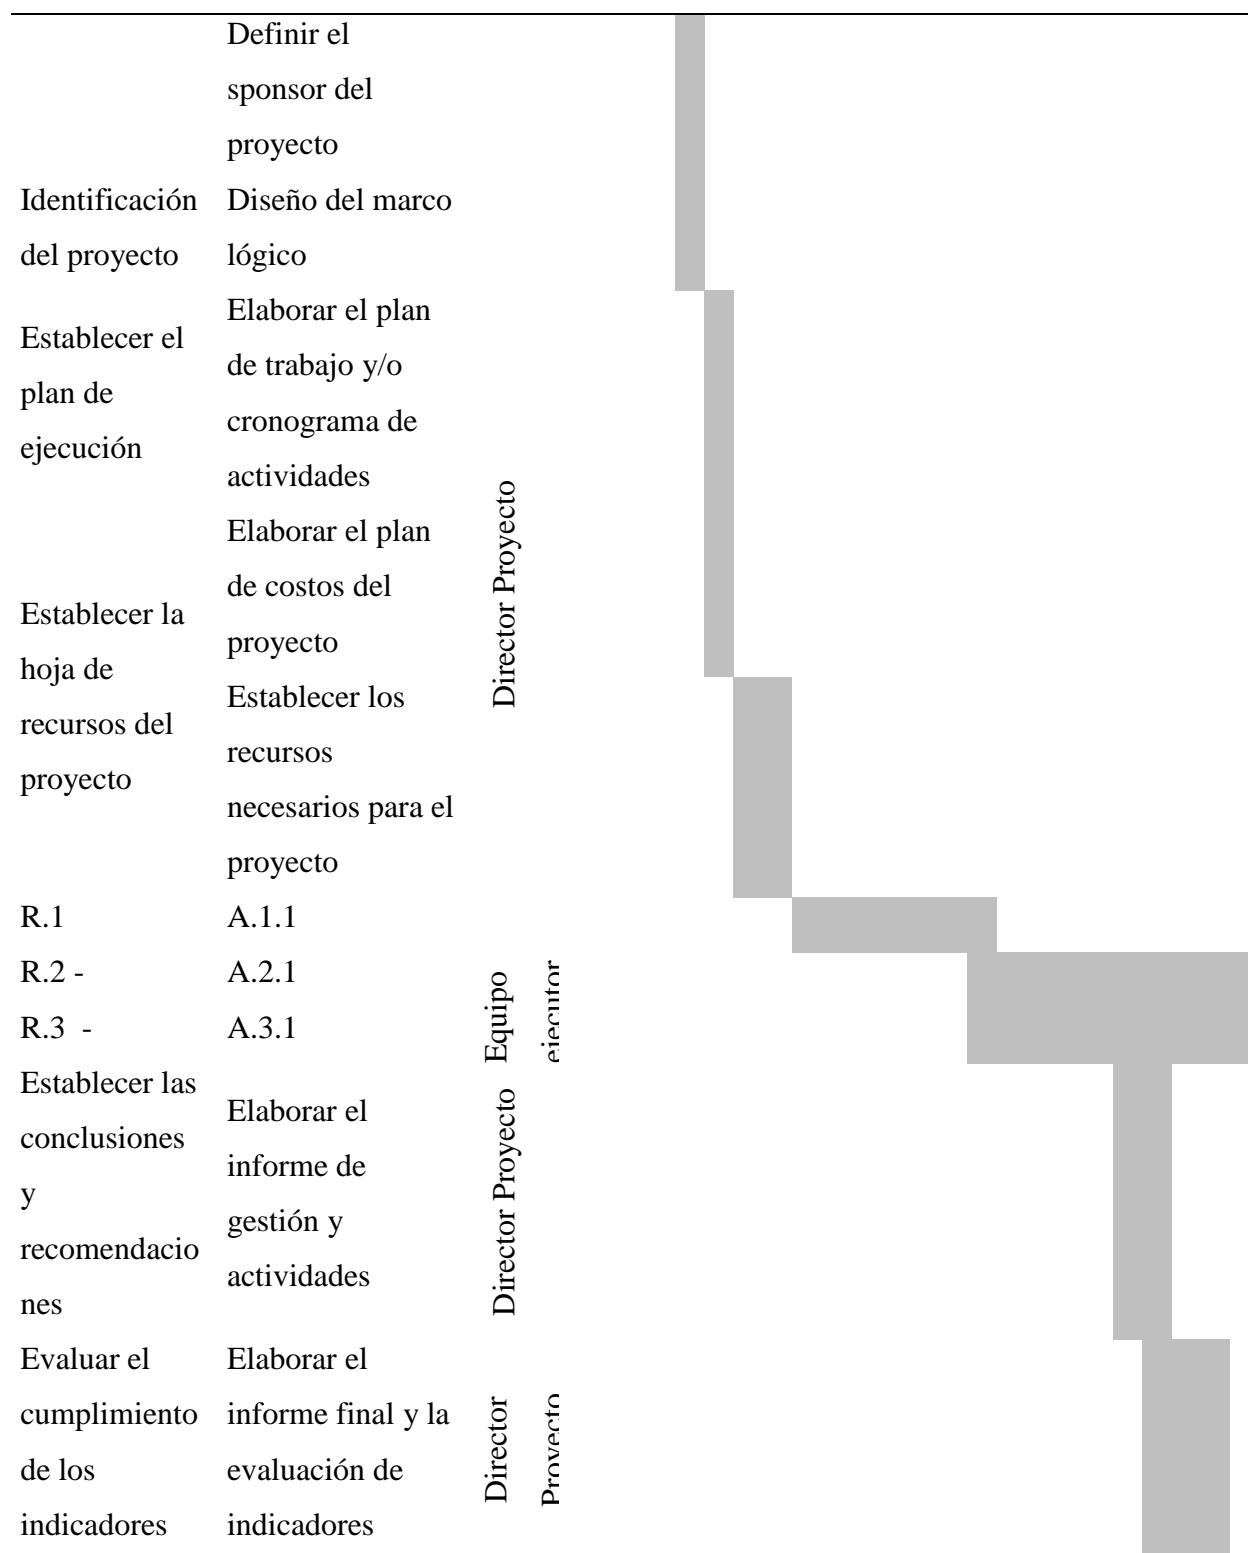 Definir el
sponsor del
proyecto
Identificación
del proyecto
Diseño del marco
lógico
Establecer el
plan de
ejecución
Elaborar el plan
de trabajo y/o
cronograma de
actividades
Establecer la
hoja de
recursos del
proyecto
Elaborar el plan
de costos del
proyecto
Establecer los
recursos
necesarios para el
proyecto
Director Proyecto
R.1
A.1.1
R.2 -
A.2.1
R.3 -
A.3.1
Equipo
ejecutor
Establecer las
conclusiones
y
recomendacio
nes
Elaborar el
informe de
gestión y
actividades
Director Proyecto
Evaluar el
cumplimiento
de los
indicadores
Elaborar el
informe final y la
evaluación de
indicadores
Director
Proyecto